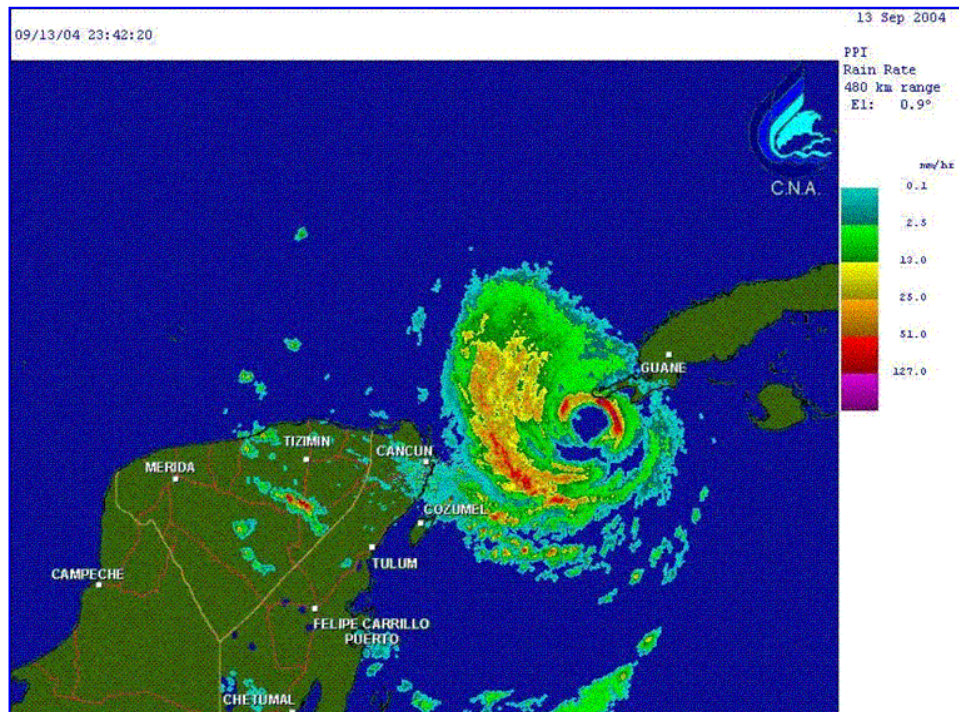 13 Sep 2004
09/13/04 23:42:20
PPI
Rain Rate
480 km range
El: 0.9°
C.N.A.
mm/hr
0.1
2.5
13.0
25.0
51.0
127.0
GUANE
TIZIMIN
CANCUN
MERIDA
COZUMEL
TULUM
CAMPECHE
FELIPE CARRILLO
PUERTO
CHETUMAL